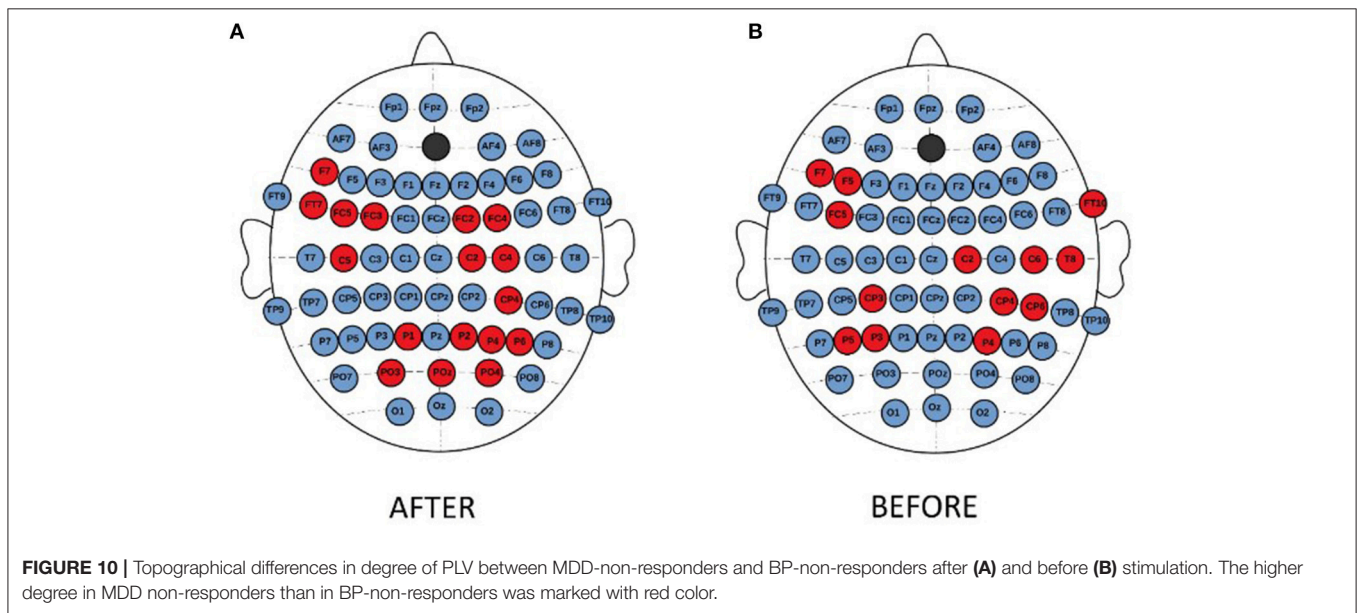 A
B
Fp1 Fpz Fp2
Fp1 Fpz Fp2
AF7 AF3 AF4 AF8
AF7 AF3 AF4 AF8
F7 F5 F3 F1 Fz F2 F4 F6 F8
F7 F5 F3 F1 Fz F2 F4 F6 F8
FT9 FT7 FC5 FC3 FC1 FCz FC2 FC4 FC6 FT8 FT10
FT9 FT7 FC5 FC3 FC1 FCz FC2 FC4 FC6 FT8 FT10
T7 C5 C3 C1 Cz C2 C4 C6 T8
T7 C5 C3 C1 Cz C2 C4 C6 T8
TP9 TP7 CP5 CP3 CP1 CPz CP2 CP4 CP6 TP8 TP10
TP9 TP7 CP5 CP3 CP1 CPz CP2 CP4 CP6 TP8 TP10
P7 P5 P3 P1 Pz P2 P4 P6 P8
P7 P5 P3 P1 Pz P2 P4 P6 P8
PO7 PO3 POz PO4 PO8
PO7 PO3 POz PO4 PO8
O1 Oz O2
O1 Oz O2
AFTER
BEFORE
FIGURE 10 | Topographical differences in degree of PLV between MDD-non-responders and BP-non-responders after (A) and before (B) stimulation. The higher
degree in MDD non-responders than in BP-non-responders was marked with red color.